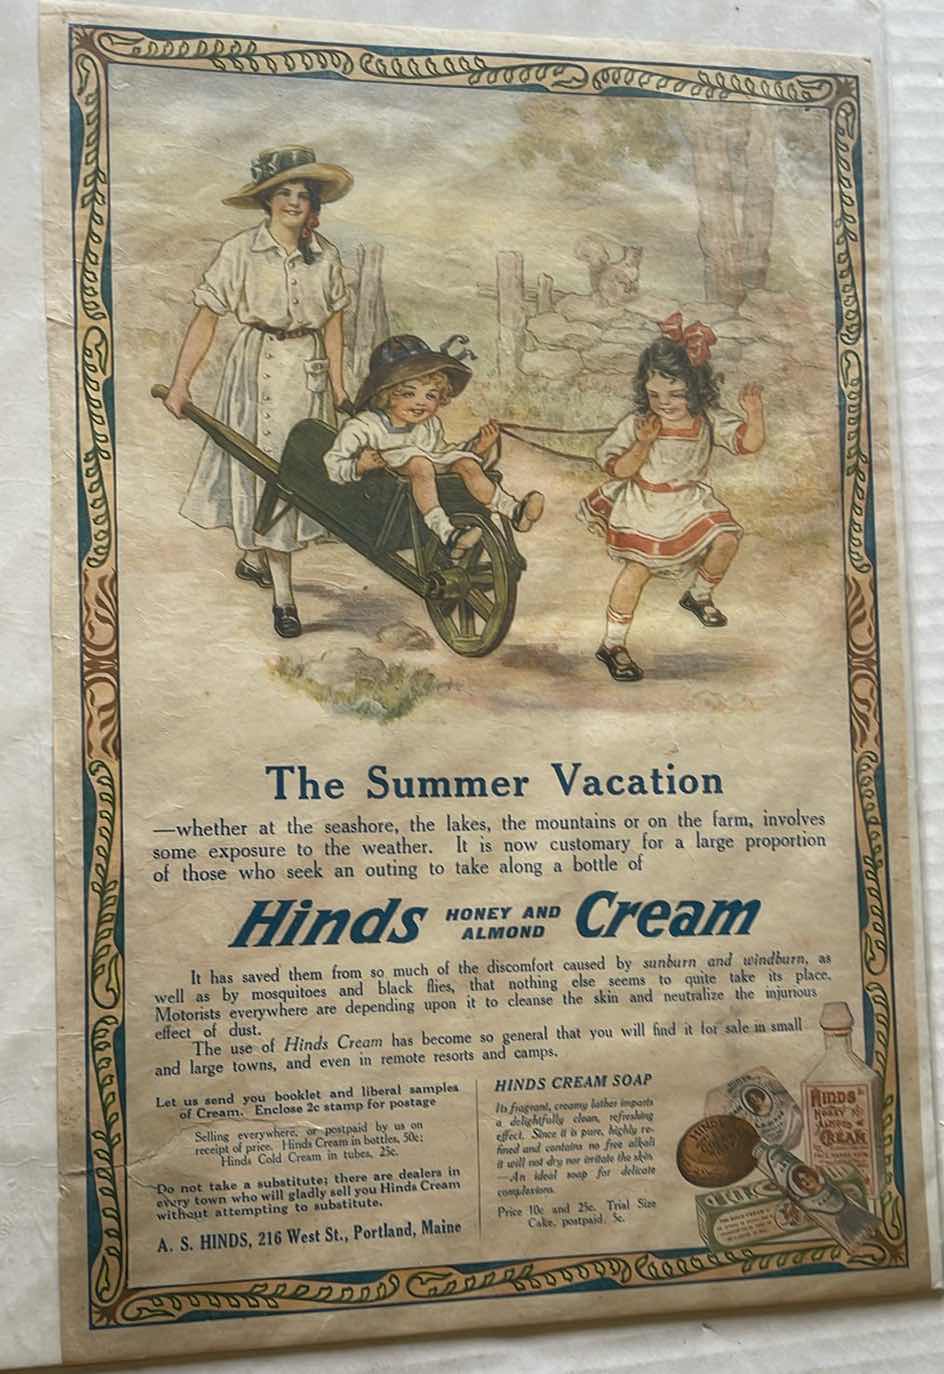 The Summer Vacation
—whether at the seashore, the lakes, the mountains or on the farm, involves
some exposure to the weather. It is now customary for a large proportion
of those who seek an outing to take along a bottle of
Hinds HONEY AND ALMOND Cream
It has saved them from so much of the discomfort caused by sunburn and windburn, as
well as by mosquitoes and black flies, that nothing else seems to quite take its place.
Motorists everywhere are depending upon it to cleanse the skin and neutralize the injurious
effect of dust.
The use of Hinds Cream has become so general that you will find it for sale in small
and large towns, and even in remote resorts and camps.
Let us send you booklet and liberal samples
of Cream. Enclose 2c stamp for postage
Selling everywhere, or postpaid by us on
receipt of price. Hinds Cream in bottles, 50c;
Hinds Cold Cream in tubes, 25c.
Do not take a substitute; there are dealers in
every town who will gladly sell you Hinds Cream
without attempting to substitute.
A. S. HINDS, 216 West St., Portland, Maine
HINDS CREAM SOAP
Its fragrant, creamy lather imparts
a delightfully clean, refreshing
effect. Since it is pure, highly re-
fined and contains no free alkali
it will not dry nor irritate the skin
—An ideal soap for delicate
complexions.
Price 10c and 25c. Trial Size
Cake, postpaid, 5c.
HINDS'
HONEY AND
ALMOND
CREAM